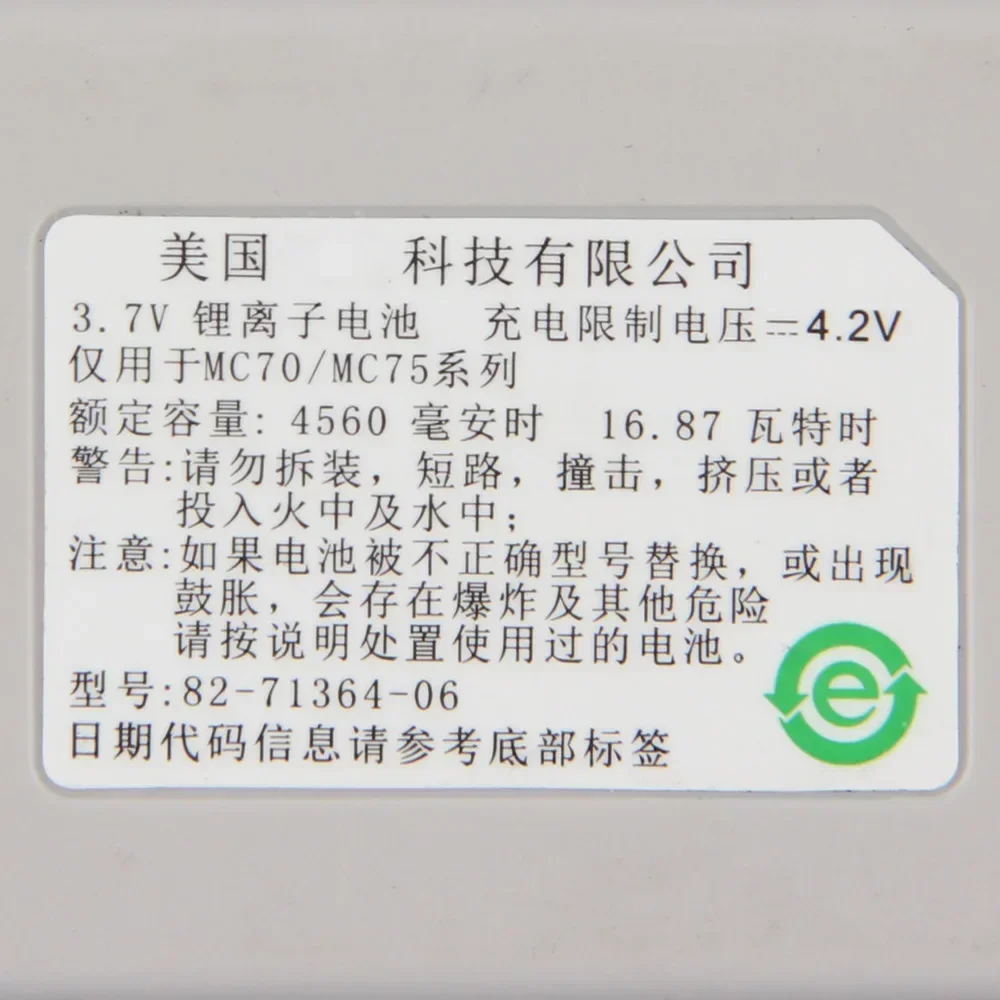 美国 科技有限公司
3.7V 锂离子电池 充电限制电压⎓4.2V
仅用于MC70/MC75系列
额定容量: 4560 毫安时 16.87 瓦特时
警告:请勿拆装，短路，撞击，挤压或者
投入火中及水中;
注意:如果电池被不正确型号替换，或出现
鼓胀，会存在爆炸及其他危险
请按说明处置使用过的电池。
型号:82-71364-06
日期代码信息请参考底部标签
e